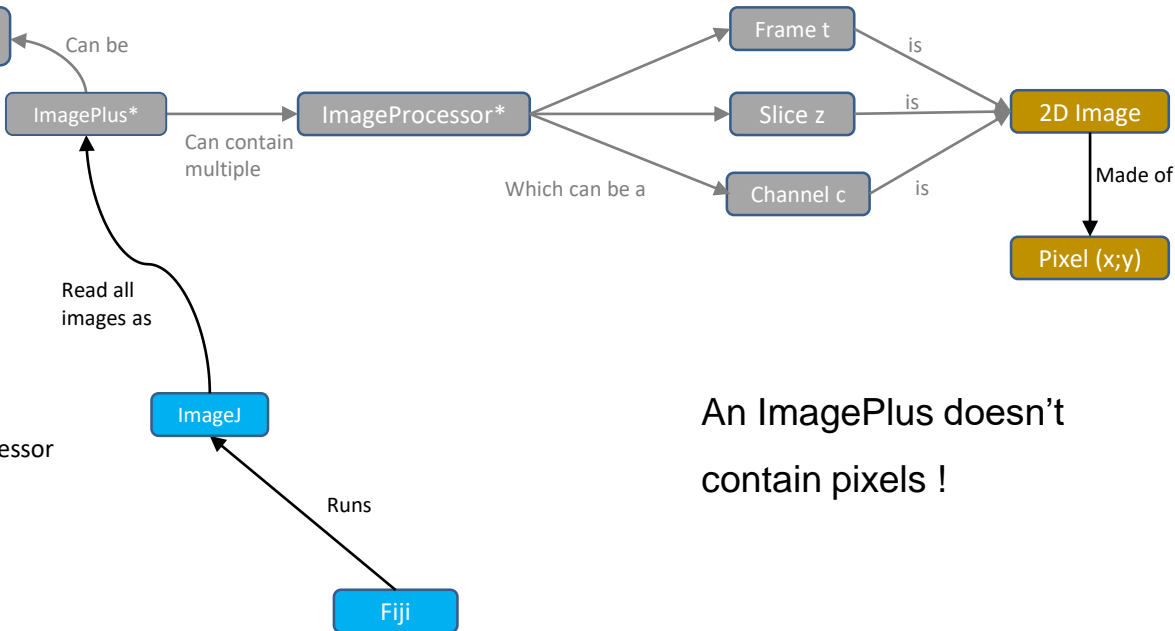 Frame t
Can be
is
ImagePlus*
ImageProcessor*
Slice z
is
2D Image
Can contain
multiple
Which can be a
Channel c
is
Made of
Pixel (x;y)
Read all
images as
ImageJ
An ImagePlus doesn't
contain pixels !
Runs
Fiji